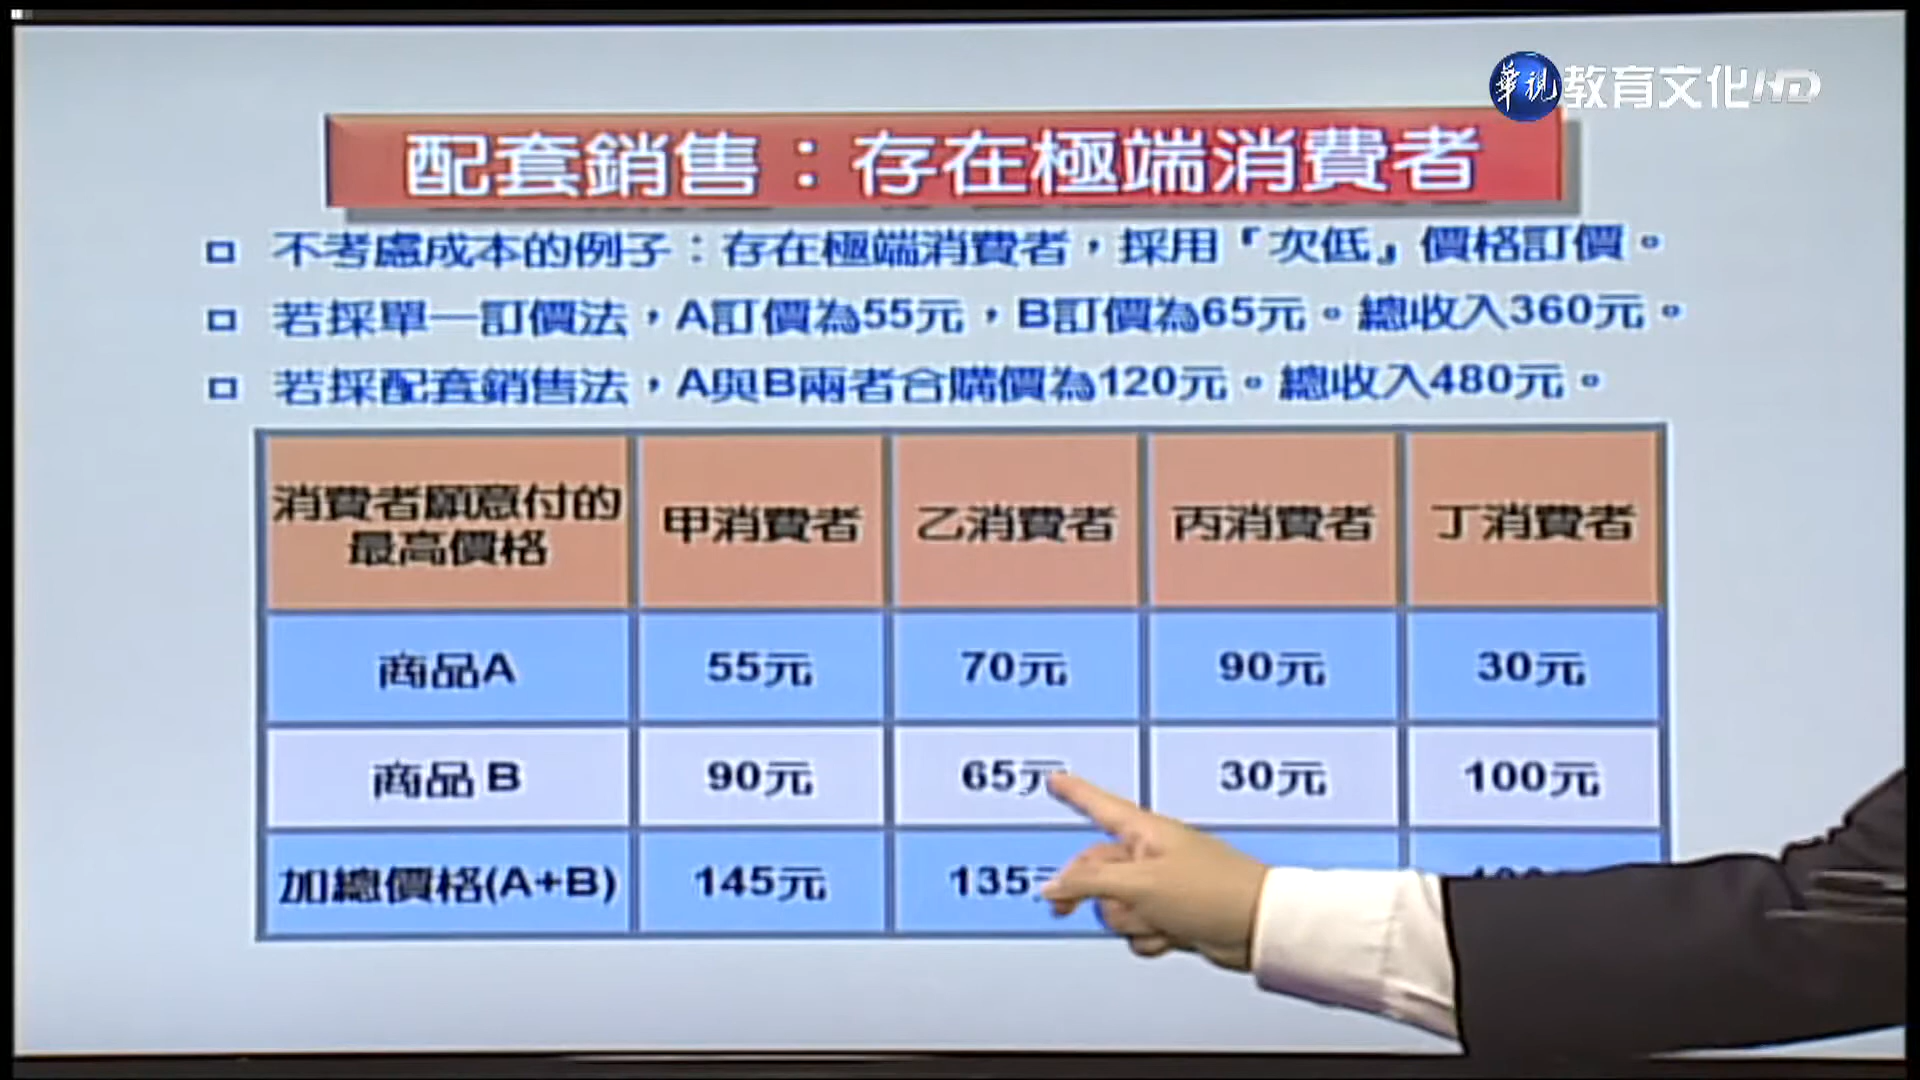 華視 教育文化HD
配套銷售：存在極端消費者
不考慮成本的例子：存在極端消費者，採用『次低』價格訂價。
若採單一訂價法，A訂價為55元，B訂價為65元。總收入360元。
若採配套銷售法，A與B兩者合購價為120元。總收入480元。
消費者願意付的最高價格 甲消費者 乙消費者 丙消費者 丁消費者
商品A 55元 70元 90元 30元
商品B 90元 65元 30元 100元
加總價格(A+B) 145元 135